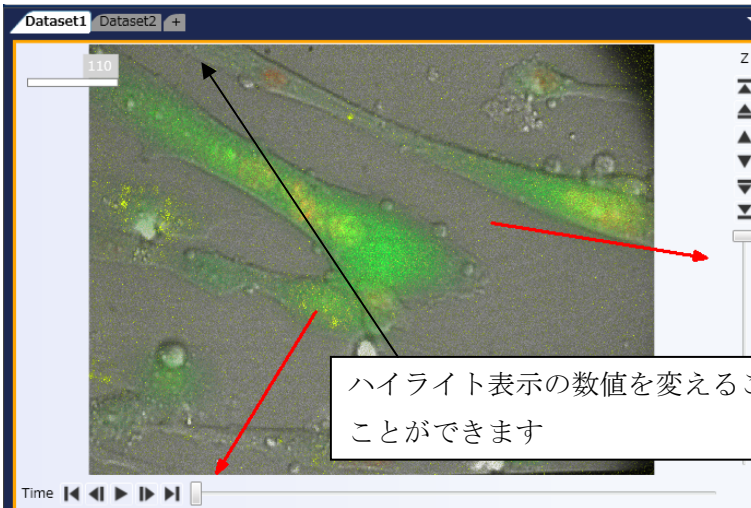 Dataset1 Dataset2 +
110
Z
ハイライト表示の数値を変えるこ
ことができます
Time